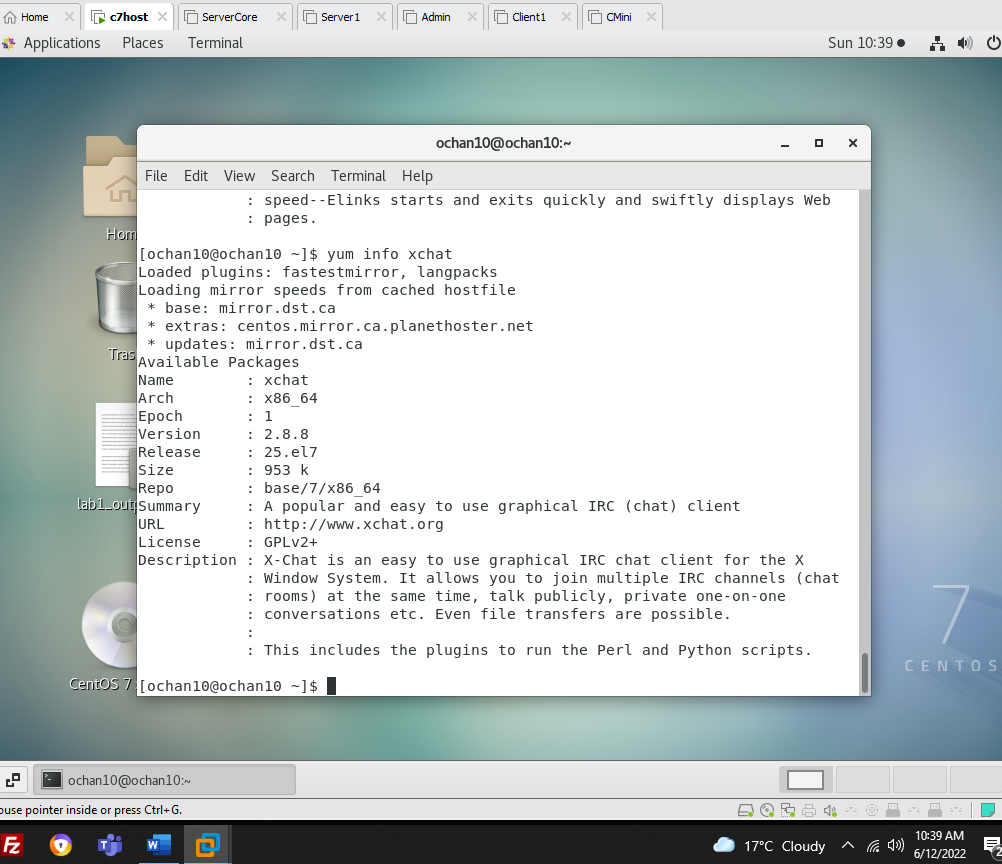 Home c7host ServerCore Server1 Admin Client1 CMini
Applications Places Terminal Sun 10:39
ochan10@ochan10:~
File Edit View Search Terminal Help
: speed--Elinks starts and exits quickly and swiftly displays Web
: pages.
[ochan10@ochan10 ~]$ yum info xchat
Loaded plugins: fastestmirror, langpacks
Loading mirror speeds from cached hostfile
* base: mirror.dst.ca
* extras: centos.mirror.ca.planethoster.net
* updates: mirror.dst.ca
Available Packages
Name : xchat
Arch : x86_64
Epoch : 1
Version : 2.8.8
Release : 25.el7
Size : 953 k
Repo : base/7/x86_64
Summary : A popular and easy to use graphical IRC (chat) client
URL : http://www.xchat.org
License : GPLv2+
Description : X-Chat is an easy to use graphical IRC chat client for the X
: Window System. It allows you to join multiple IRC channels (chat
: rooms) at the same time, talk publicly, private one-on-one
: conversations etc. Even file transfers are possible.
:
: This includes the plugins to run the Perl and Python scripts.
[ochan10@ochan10 ~]$
Hom
Tras
lab1_outp
CentOS 7
7
CENTOS
ochan10@ochan10:~
ouse pointer inside or press Ctrl+G.
17°C Cloudy
10:39 AM
6/12/2022